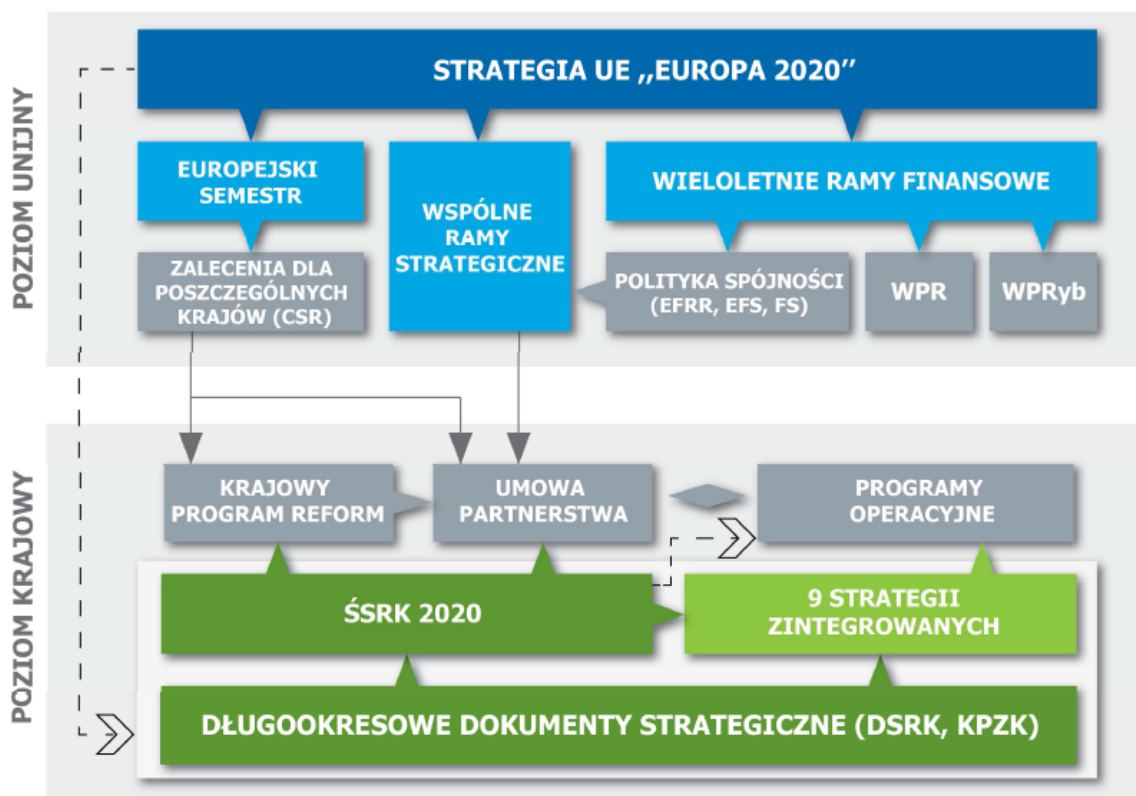 POZIOM UNIJNY
STRATEGIA UE „EUROPA 2020”
EUROPEJSKI
SEMESTR
WSPÓLNE
RAMY
STRATEGICZNE
WIELOLETNIE RAMY FINANSOWE
ZALECENIA DLA
POSZCZEGÓLNYCH
KRAJÓW (CSR)
POLITYKA SPÓJNOŚCI
(EFRR, EFS, FS)
WPR
WPRyb
POZIOM KRAJOWY
KRAJOWY
PROGRAM REFORM
UMOWA
PARTNERSTWA
PROGRAMY
OPERACYJNE
ŚSRK 2020
9 STRATEGII
ZINTEGROWANYCH
DŁUGOOKRESOWE DOKUMENTY STRATEGICZNE (DSRK, KPZK)